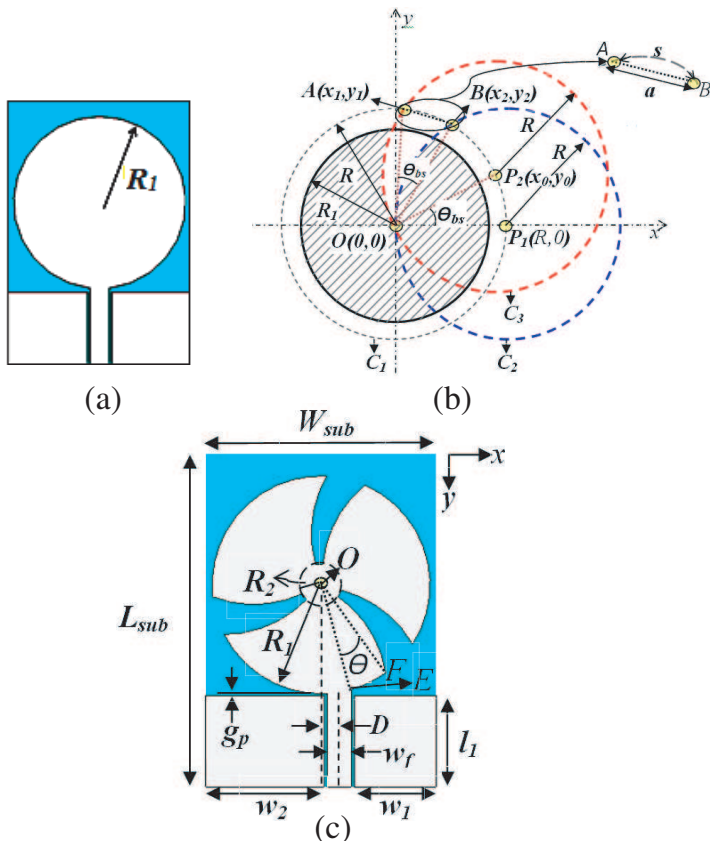 R1
(a)
y
A
s
B
a
A(x1,y1)
B(x2,y2)
R
R
R
θbs
P2(x0,y0)
R1
θbs
O(0,0)
P1(R,0)
x
C3
C1
C2
(b)
Wsub
x
y
O
R2
Lsub
R1
θ
F
E
gp
D
wf
l1
w2
w1
(c)